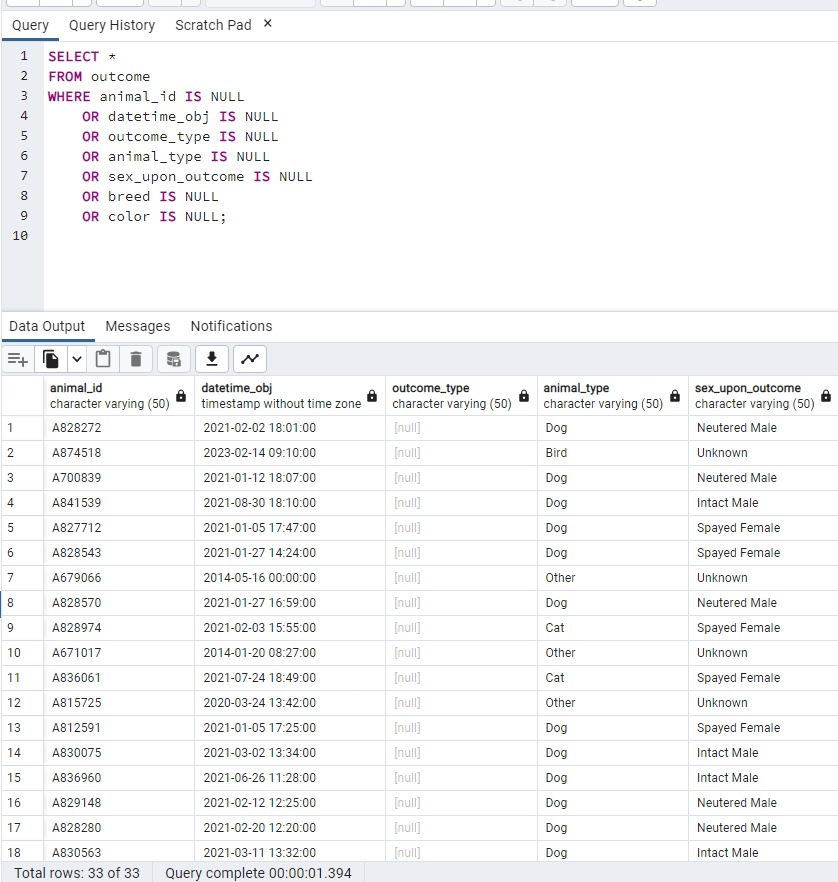 Query Query History Scratch Pad ×
1 SELECT *
2 FROM outcome
3 WHERE animal_id IS NULL
4 OR datetime_obj IS NULL
5 OR outcome_type IS NULL
6 OR animal_type IS NULL
7 OR sex_upon_outcome IS NULL
8 OR breed IS NULL
9 OR color IS NULL;
10
Data Output Messages Notifications
animal_id datetime_obj outcome_type animal_type sex_upon_outcome
character varying (50) timestamp without time zone character varying (50) character varying (50) character varying (50)
1 A828272 2021-02-02 18:01:00 [null] Dog Neutered Male
2 A874518 2023-02-14 09:10:00 [null] Bird Unknown
3 A700839 2021-01-12 18:07:00 [null] Dog Neutered Male
4 A841539 2021-08-30 18:10:00 [null] Dog Intact Male
5 A827712 2021-01-05 17:47:00 [null] Dog Spayed Female
6 A828543 2021-01-27 14:24:00 [null] Dog Spayed Female
7 A679066 2014-05-16 00:00:00 [null] Other Unknown
8 A828570 2021-01-27 16:59:00 [null] Dog Neutered Male
9 A828974 2021-02-03 15:55:00 [null] Cat Spayed Female
10 A671017 2014-01-20 08:27:00 [null] Other Unknown
11 A836061 2021-07-24 18:49:00 [null] Cat Spayed Female
12 A815725 2020-03-24 13:42:00 [null] Other Unknown
13 A812591 2021-01-05 17:25:00 [null] Dog Spayed Female
14 A830075 2021-03-02 13:34:00 [null] Dog Intact Male
15 A836960 2021-06-26 11:28:00 [null] Dog Intact Male
16 A829148 2021-02-12 12:25:00 [null] Dog Neutered Male
17 A828280 2021-02-20 12:20:00 [null] Dog Neutered Male
18 A830563 2021-03-11 13:32:00 [null] Dog Intact Male
Total rows: 33 of 33 Query complete 00:00:01.394